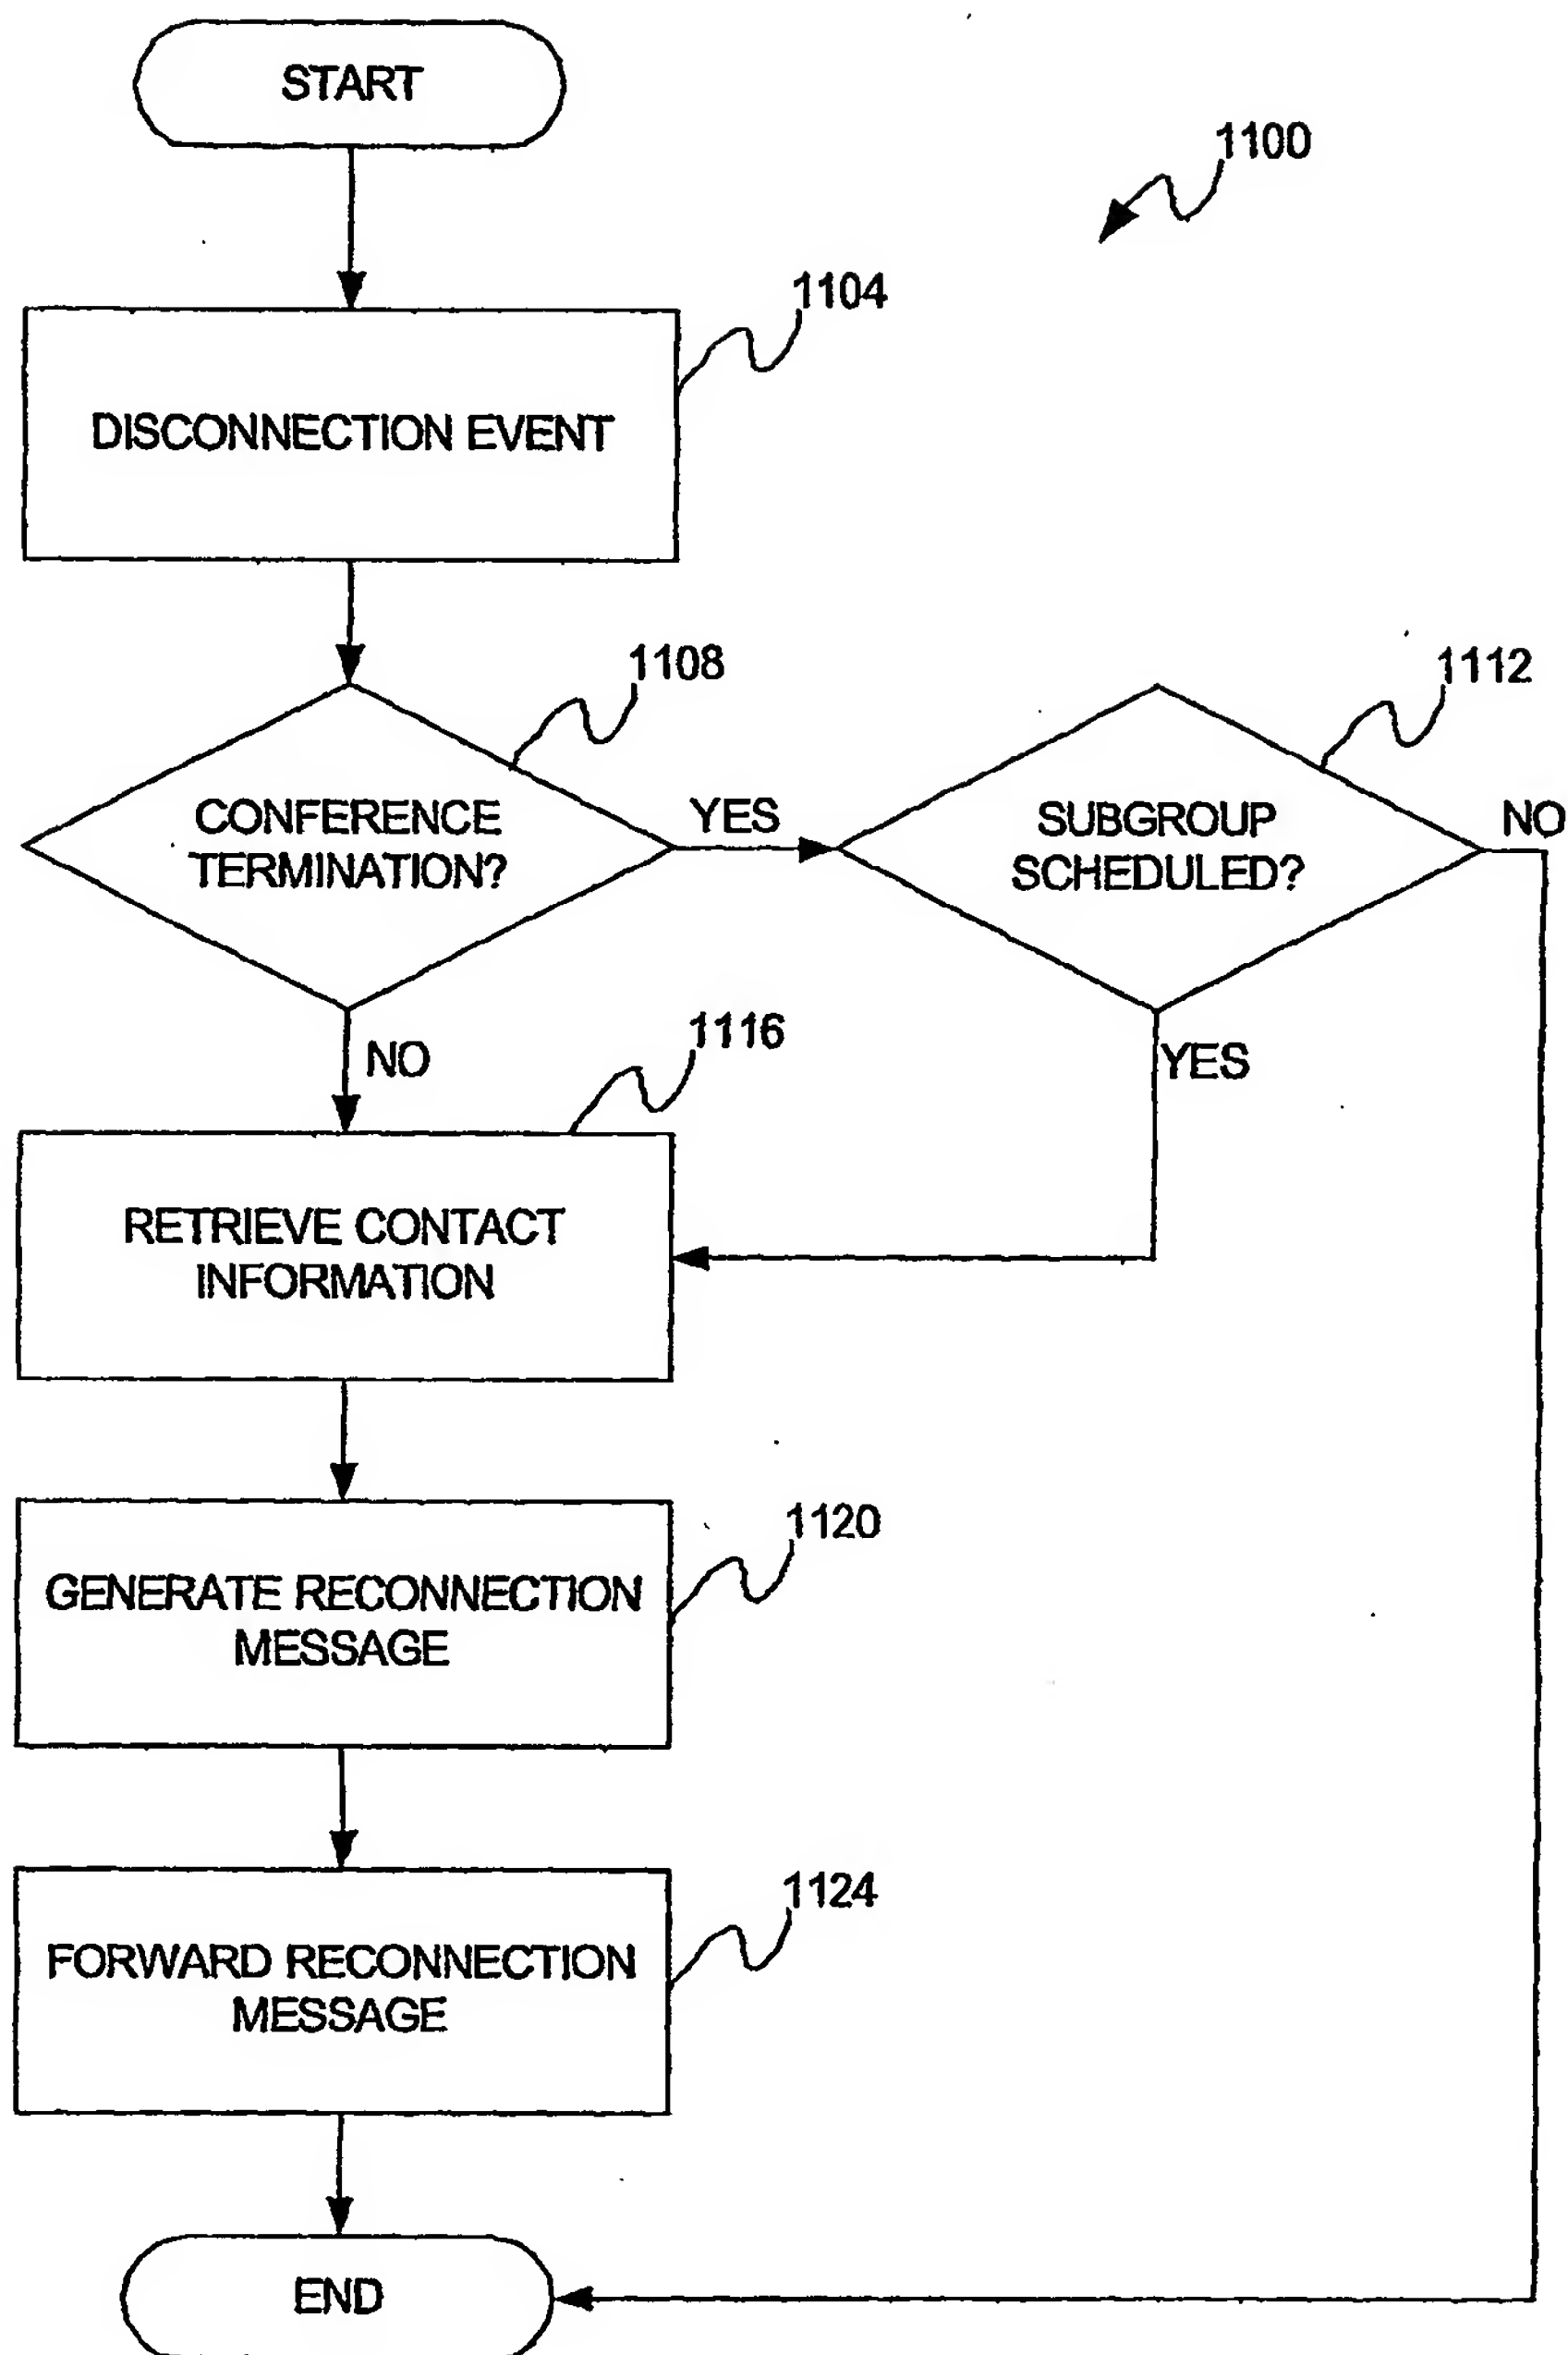 START
1100
1104
DISCONNECTION EVENT
1108
1112
CONFERENCE
TERMINATION?
YES
SUBGROUP
SCHEDULED?
NO
NO
1116
YES
RETRIEVE CONTACT
INFORMATION
1120
GENERATE RECONNECTION
MESSAGE
1124
FORWARD RECONNECTION
MESSAGE
END